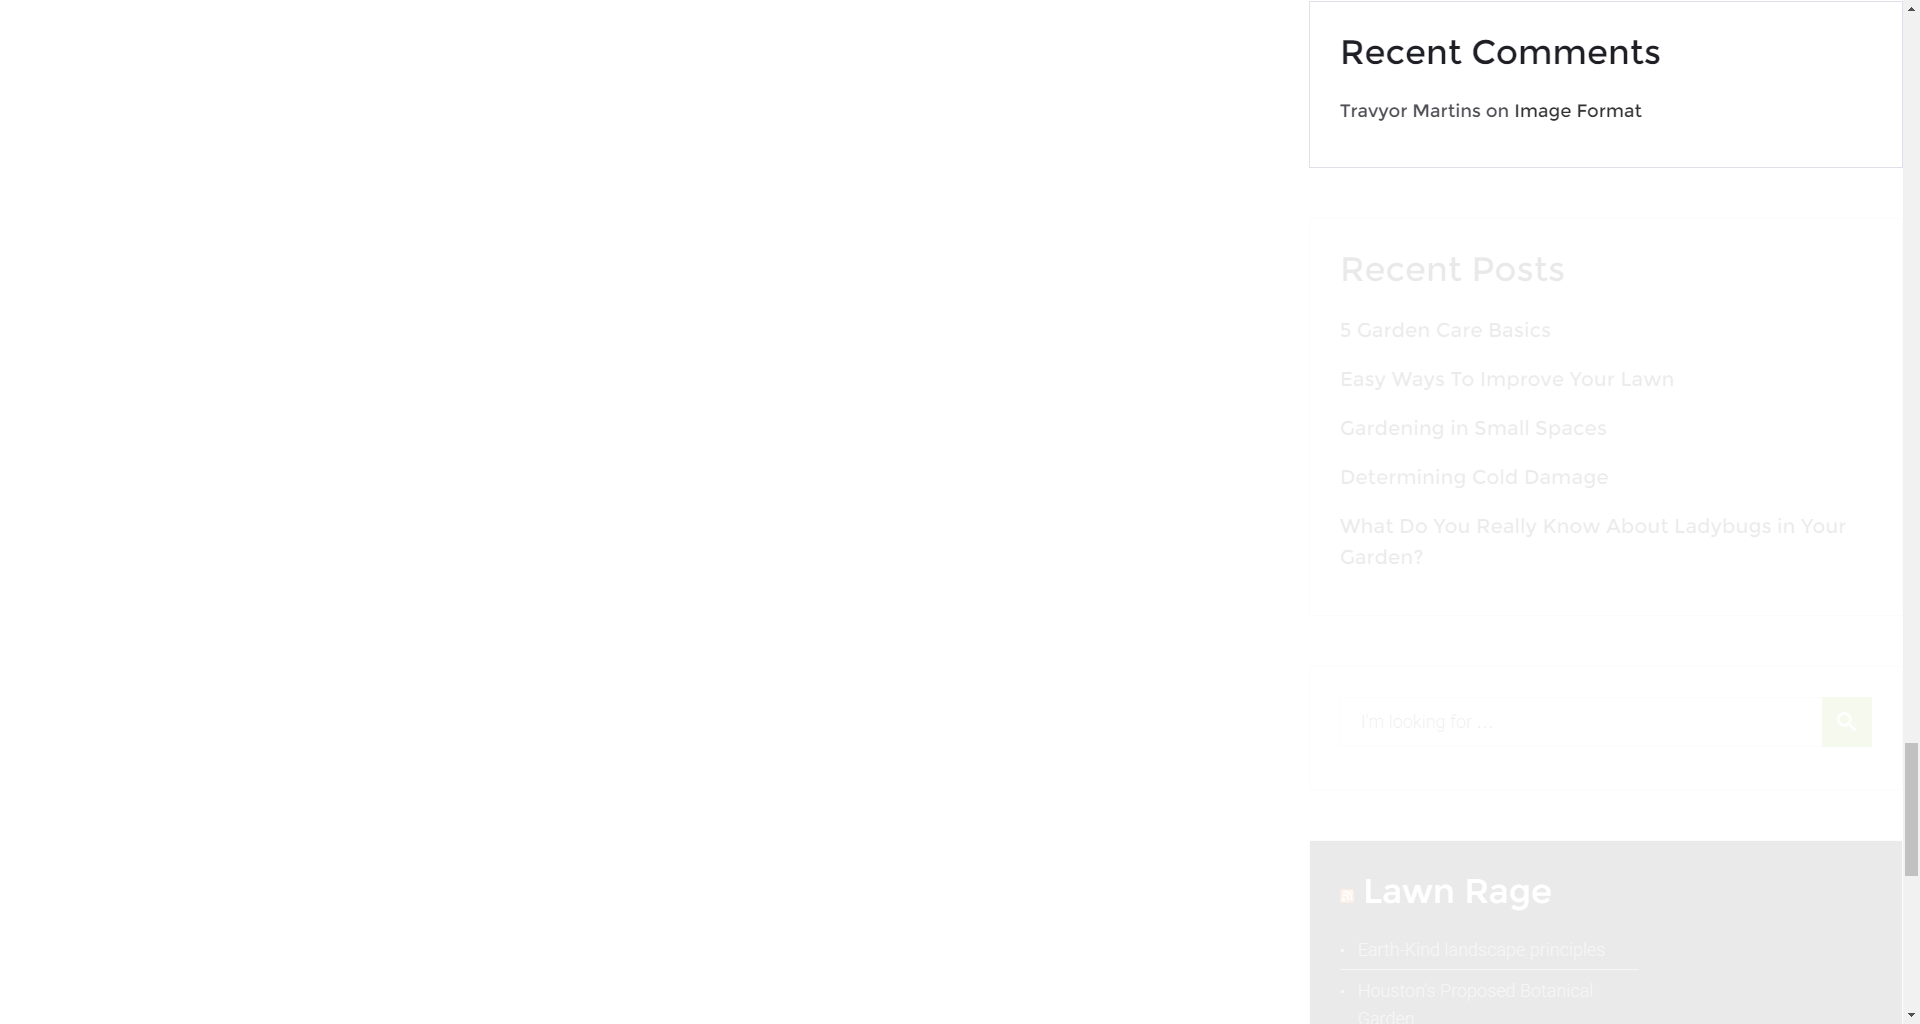 Recent Comments
Travyor Martins on Image Format
Recent Posts
5 Garden Care Basics
Easy Ways To Improve Your Lawn
Gardening in Small Spaces
Determining Cold Damage
What Do You Really Know About Ladybugs in Your
Garden?
I'm looking for ...
Lawn Rage
Earth-Kind landscape principles
Houston's Proposed Botanical
Garden